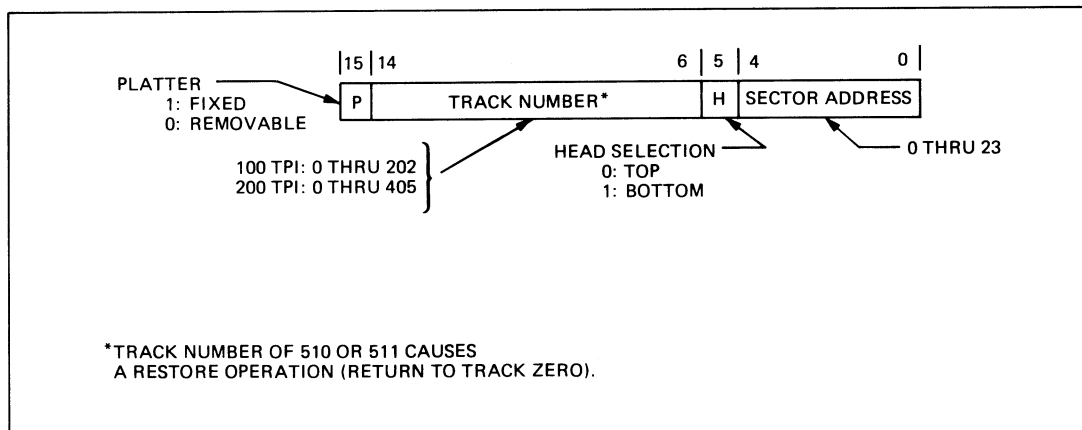 |15| 14 6 | 5 | 4 0 |
PLATTER
1: FIXED
0: REMOVABLE
P TRACK NUMBER* H SECTOR ADDRESS
100 TPI: 0 THRU 202
200 TPI: 0 THRU 405
HEAD SELECTION
0: TOP
1: BOTTOM
0 THRU 23
*TRACK NUMBER OF 510 OR 511 CAUSES
A RESTORE OPERATION (RETURN TO TRACK ZERO).